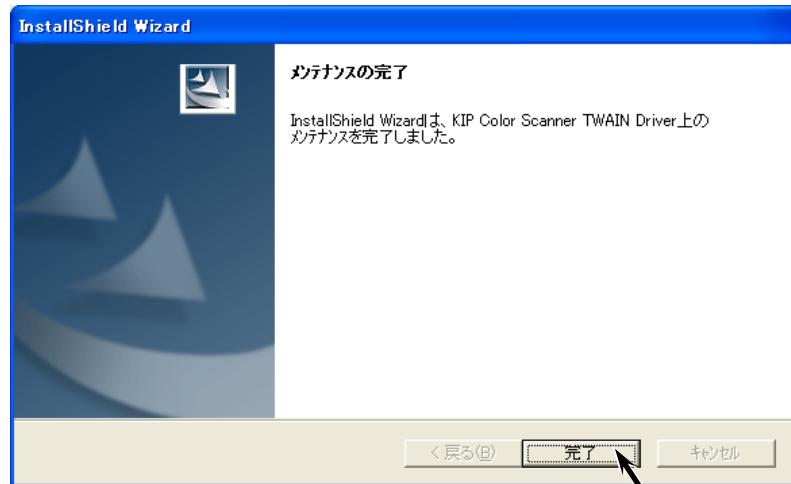 InstallShield Wizard
メンテナンスの完了
InstallShield Wizardは、KIP Color Scanner TWAIN Driver上の
メンテナンスを完了しました。
< 戻る(B)
完了
キャンセル